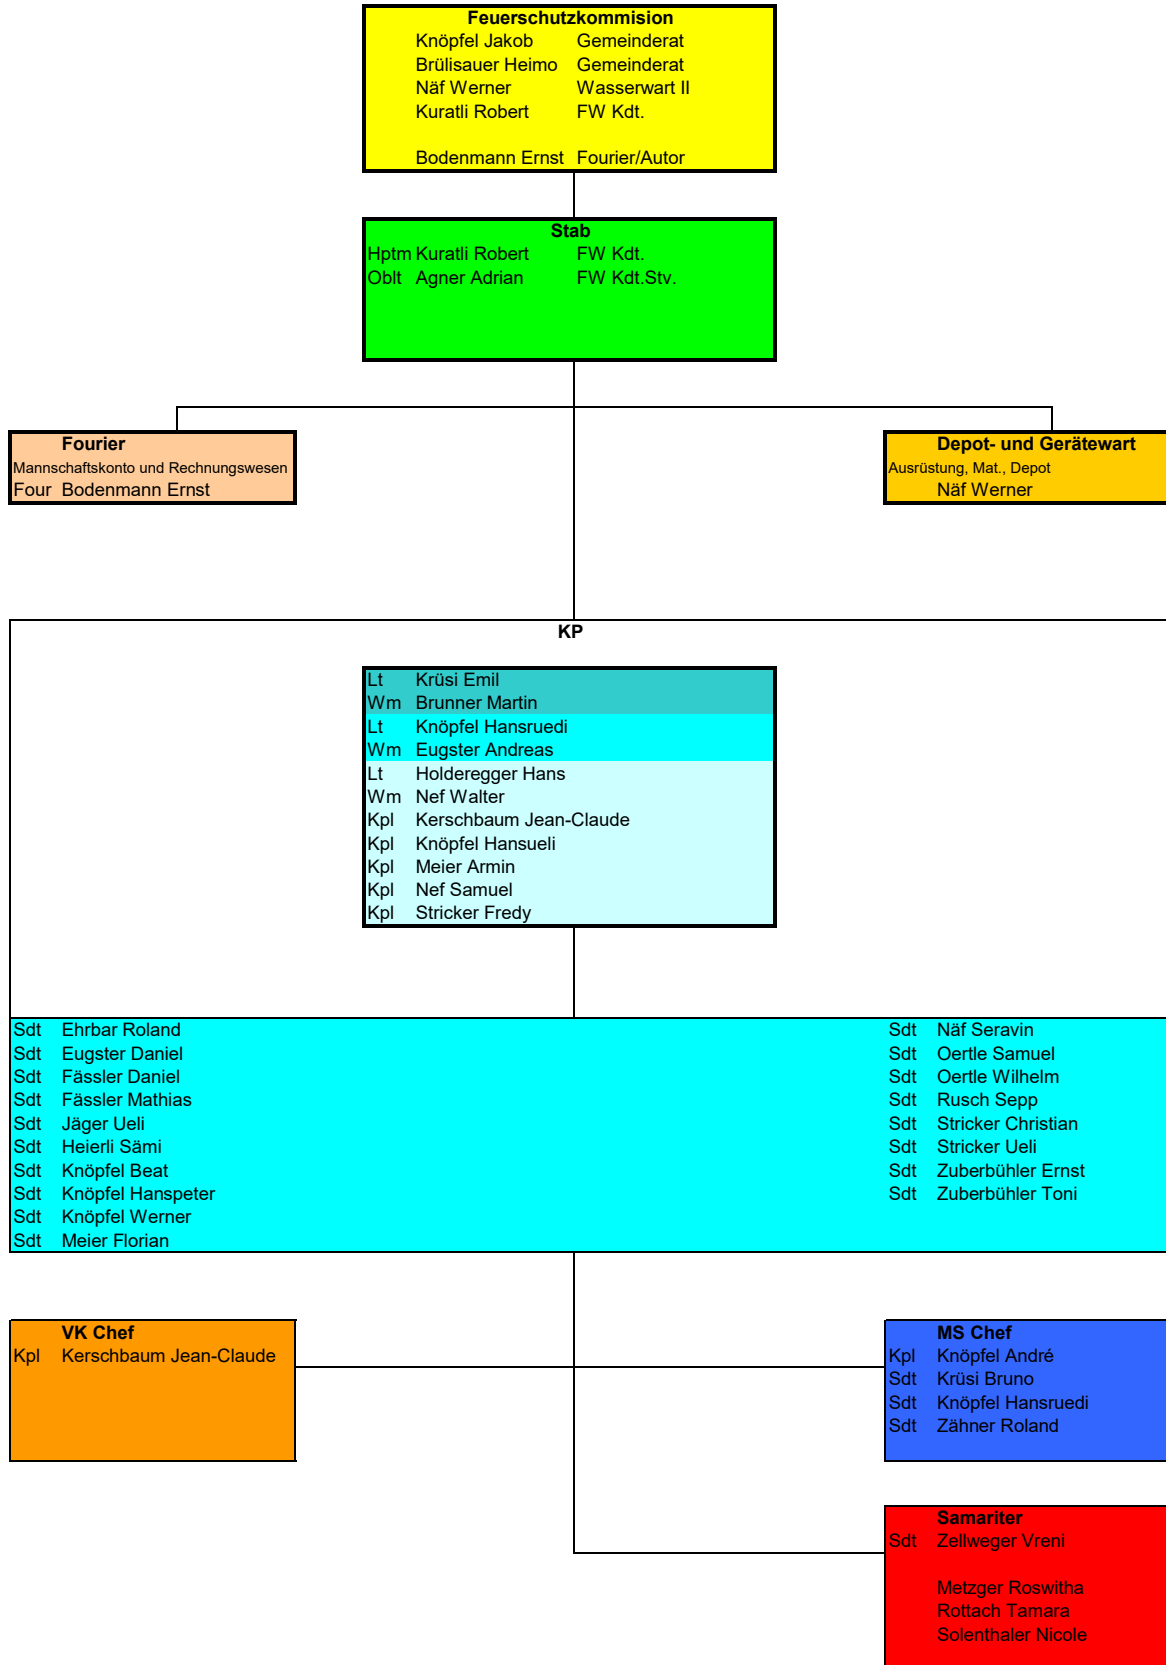 Feuerschutzkommision
Knöpfel Jakob Gemeinderat
Brülisauer Heimo Gemeinderat
Näf Werner Wasserwart II
Kuratli Robert FW Kdt.
Bodenmann Ernst Fourier/Autor
Stab
Hptm Kuratli Robert FW Kdt.
Oblt Agner Adrian FW Kdt.Stv.
Fourier
Mannschaftskonto und Rechnungswesen
Four Bodenmann Ernst
Depot- und Gerätewart
Ausrüstung, Mat., Depot
Näf Werner
KP
Lt Krüsi Emil
Wm Brunner Martin
Lt Knöpfel Hansruedi
Wm Eugster Andreas
Lt Holderegger Hans
Wm Nef Walter
Kpl Kerschbaum Jean-Claude
Kpl Knöpfel Hansueli
Kpl Meier Armin
Kpl Nef Samuel
Kpl Stricker Fredy
Sdt Ehrbar Roland
Sdt Eugster Daniel
Sdt Fässler Daniel
Sdt Fässler Mathias
Sdt Jäger Ueli
Sdt Heierli Sämi
Sdt Knöpfel Beat
Sdt Knöpfel Hanspeter
Sdt Knöpfel Werner
Sdt Meier Florian
Sdt Näf Seravin
Sdt Oertle Samuel
Sdt Oertle Wilhelm
Sdt Rusch Sepp
Sdt Stricker Christian
Sdt Stricker Ueli
Sdt Zuberbühler Ernst
Sdt Zuberbühler Toni
VK Chef
Kpl Kerschbaum Jean-Claude
MS Chef
Kpl Knöpfel André
Sdt Krüsi Bruno
Sdt Knöpfel Hansruedi
Sdt Zähner Roland
Samariter
Sdt Zellweger Vreni
Metzger Roswitha
Rottach Tamara
Solenthaler Nicole